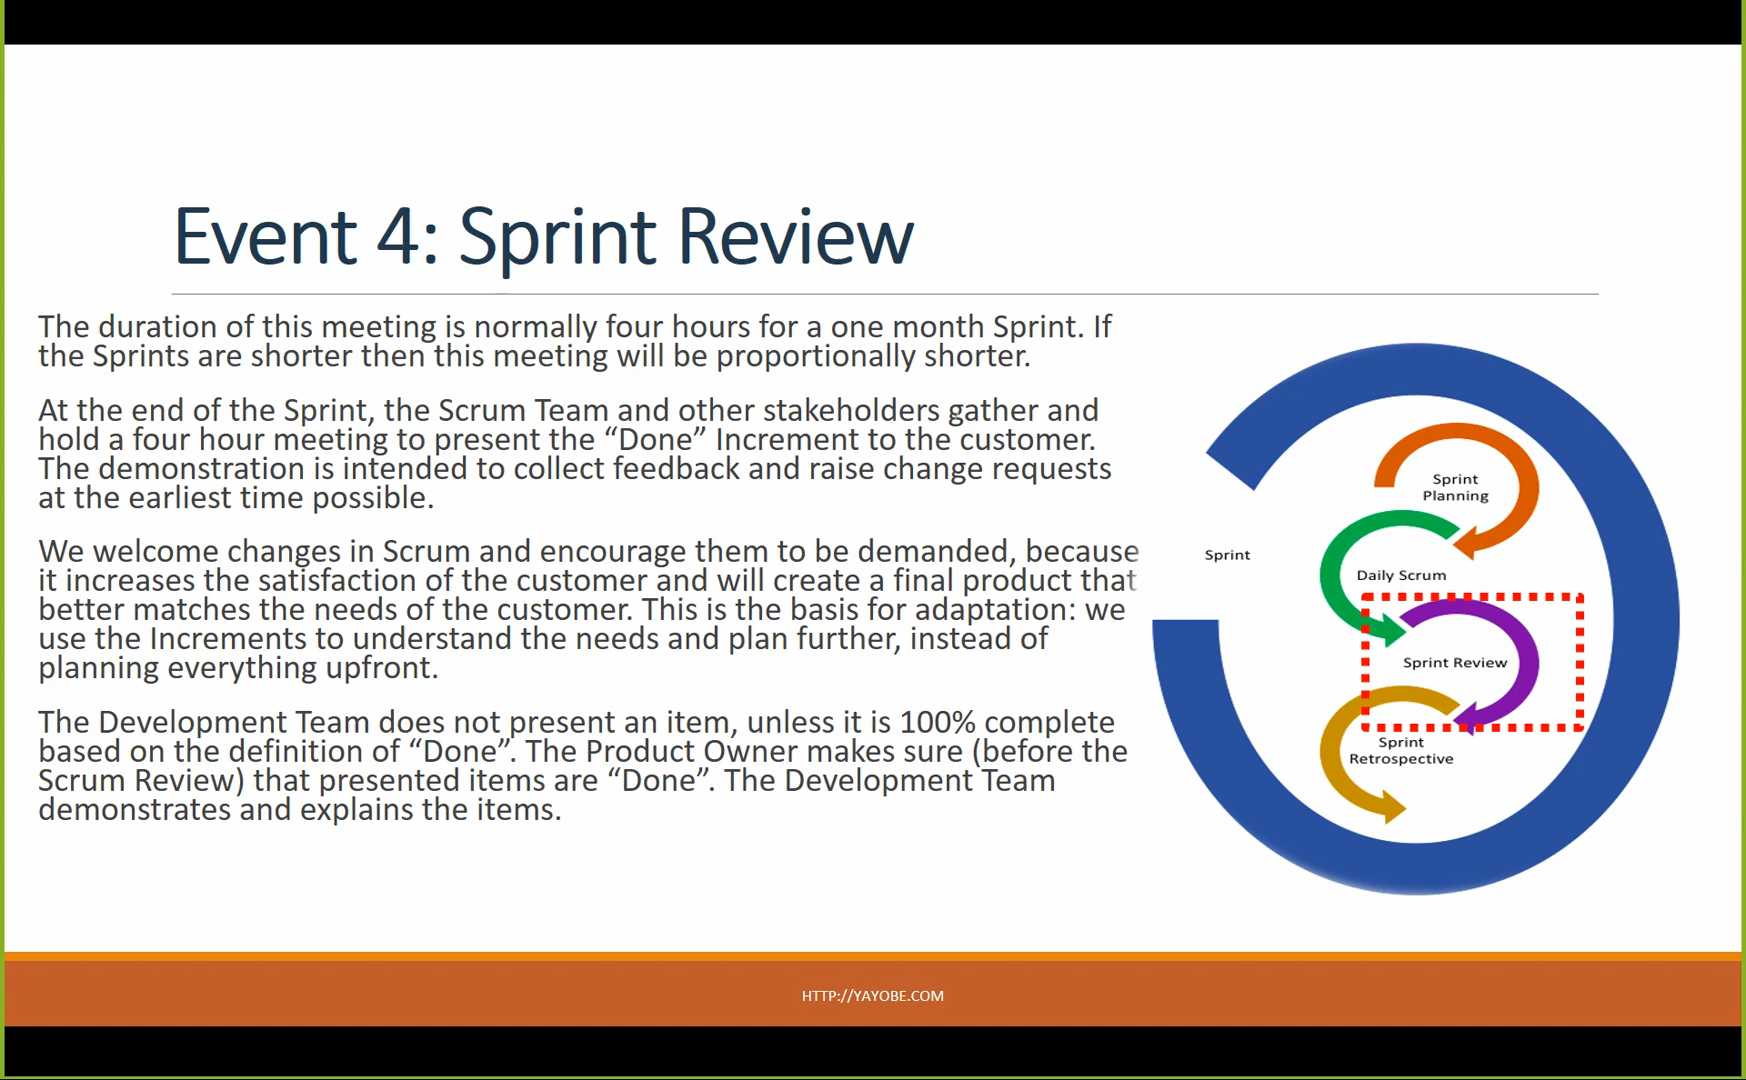 Event 4: Sprint Review
The duration of this meeting is normally four hours for a one month Sprint. If
the Sprints are shorter then this meeting will be proportionally shorter.
At the end of the Sprint, the Scrum Team and other stakeholders gather and
hold a four hour meeting to present the “Done” Increment to the customer.
The demonstration is intended to collect feedback and raise change requests
at the earliest time possible.
We welcome changes in Scrum and encourage them to be demanded, because
it increases the satisfaction of the customer and will create a final product that
better matches the needs of the customer. This is the basis for adaptation: we
use the Increments to understand the needs and plan further, instead of
planning everything upfront.
The Development Team does not present an item, unless it is 100% complete
based on the definition of “Done”. The Product Owner makes sure (before the
Scrum Review) that presented items are “Done”. The Development Team
demonstrates and explains the items.
Sprint
Planning
Sprint
Daily Scrum
Sprint Review
Sprint
Retrospective
HTTP://YAYOBE.COM